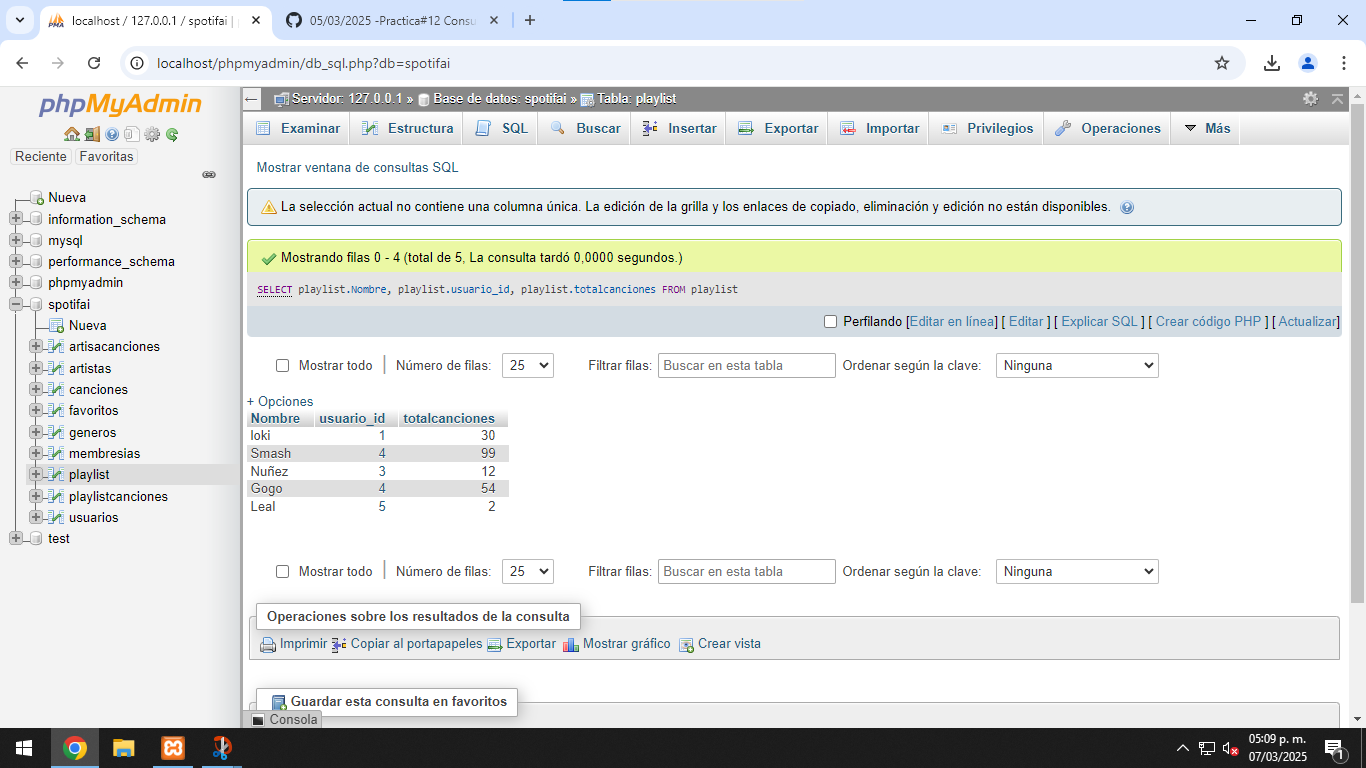 localhost / 127.0.0.1 / spotifai |
05/03/2025 -Practica#12 Consu
localhost/phpmyadmin/db_sql.php?db=spotifai
phpMyAdmin
Reciente Favoritas
Nueva
information_schema
mysql
performance_schema
phpmyadmin
spotifai
Nueva
artisacanciones
artistas
canciones
favoritos
generos
membresias
playlist
playlistcanciones
usuarios
test
Servidor: 127.0.0.1 » Base de datos: spotifai » Tabla: playlist
Examinar Estructura SQL Buscar Insertar Exportar Importar Privilegios Operaciones Más
Mostrar ventana de consultas SQL
La selección actual no contiene una columna única. La edición de la grilla y los enlaces de copiado, eliminación y edición no están disponibles.
Mostrando filas 0 - 4 (total de 5, La consulta tardó 0,0000 segundos.)
SELECT playlist.Nombre, playlist.usuario_id, playlist.totalcanciones FROM playlist
Perfilando [Editar en línea] [ Editar ] [ Explicar SQL ] [ Crear código PHP ] [ Actualizar]
Mostrar todo | Número de filas: 25 Filtrar filas: Buscar en esta tabla Ordenar según la clave: Ninguna
+ Opciones
Nombre usuario_id totalcanciones
loki 1 30
Smash 4 99
Nuñez 3 12
Gogo 4 54
Leal 5 2
Mostrar todo | Número de filas: 25 Filtrar filas: Buscar en esta tabla Ordenar según la clave: Ninguna
Operaciones sobre los resultados de la consulta
Imprimir Copiar al portapapeles Exportar Mostrar gráfico Crear vista
Guardar esta consulta en favoritos
Consola
05:09 p. m.
07/03/2025
1